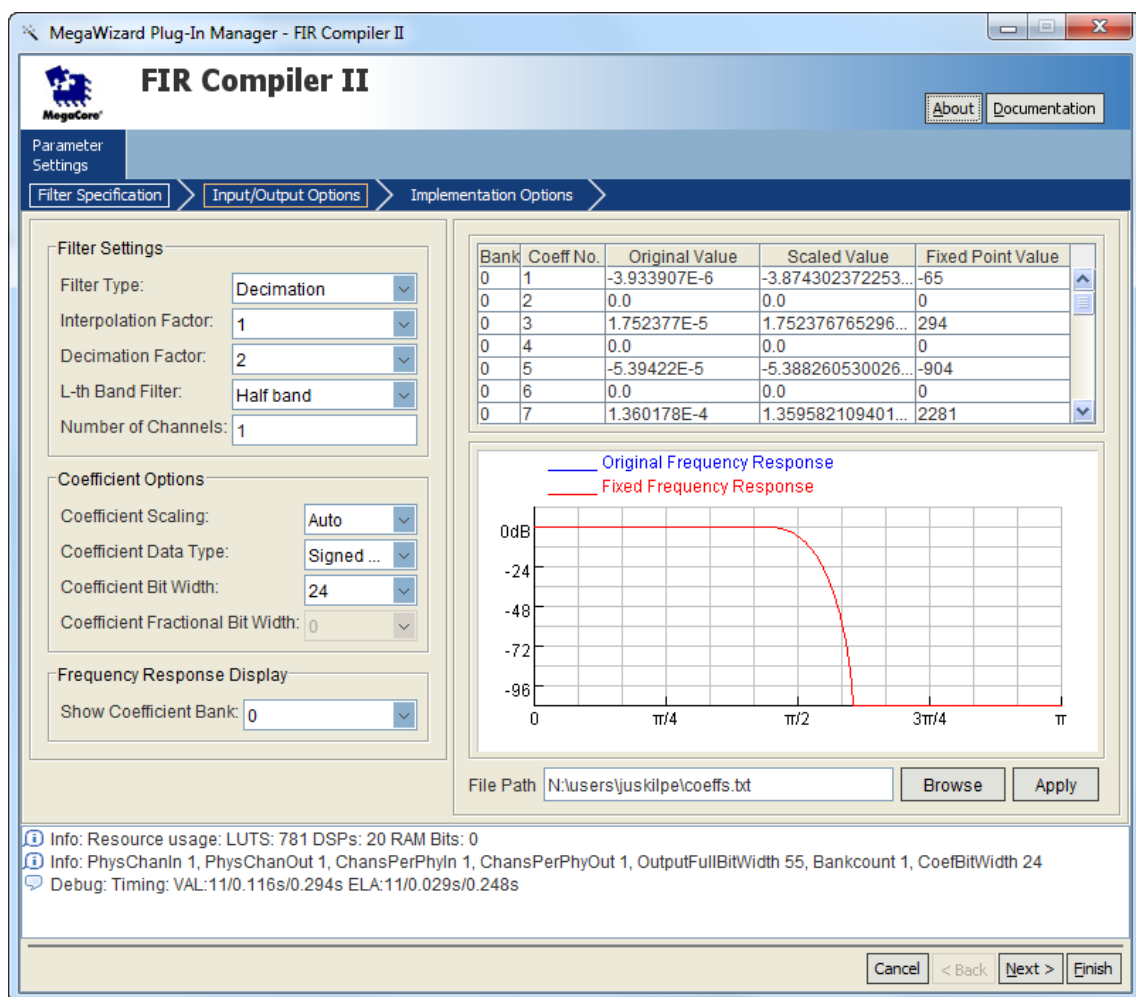 MegaWizard Plug-In Manager - FIR Compiler II
FIR Compiler II
MegaCore®
About
Documentation
Parameter
Settings
Filter Specification
Input/Output Options
Implementation Options
Filter Settings
Filter Type: Decimation
Interpolation Factor: 1
Decimation Factor: 2
L-th Band Filter: Half band
Number of Channels: 1
Coefficient Options
Coefficient Scaling: Auto
Coefficient Data Type: Signed ...
Coefficient Bit Width: 24
Coefficient Fractional Bit Width: 0
Frequency Response Display
Show Coefficient Bank: 0
Bank Coeff No. Original Value Scaled Value Fixed Point Value
0 1 -3.933907E-6 -3.874302372253... -65
0 2 0.0 0.0 0
0 3 1.752377E-5 1.752376765296... 294
0 4 0.0 0.0 0
0 5 -5.39422E-5 -5.388260530026... -904
0 6 0.0 0.0 0
0 7 1.360178E-4 1.359582109401... 2281
Original Frequency Response
Fixed Frequency Response
0dB
-24
-48
-72
-96
0 π/4 π/2 3π/4 π
File Path N:\users\juskilpe\coeffs.txt Browse Apply
Info: Resource usage: LUTS: 781 DSPs: 20 RAM Bits: 0
Info: PhysChanIn 1, PhysChanOut 1, ChansPerPhyIn 1, ChansPerPhyOut 1, OutputFullBitWidth 55, Bankcount 1, CoefBitWidth 24
Debug: Timing: VAL:11/0.116s/0.294s ELA:11/0.029s/0.248s
Cancel < Back Next > Finish